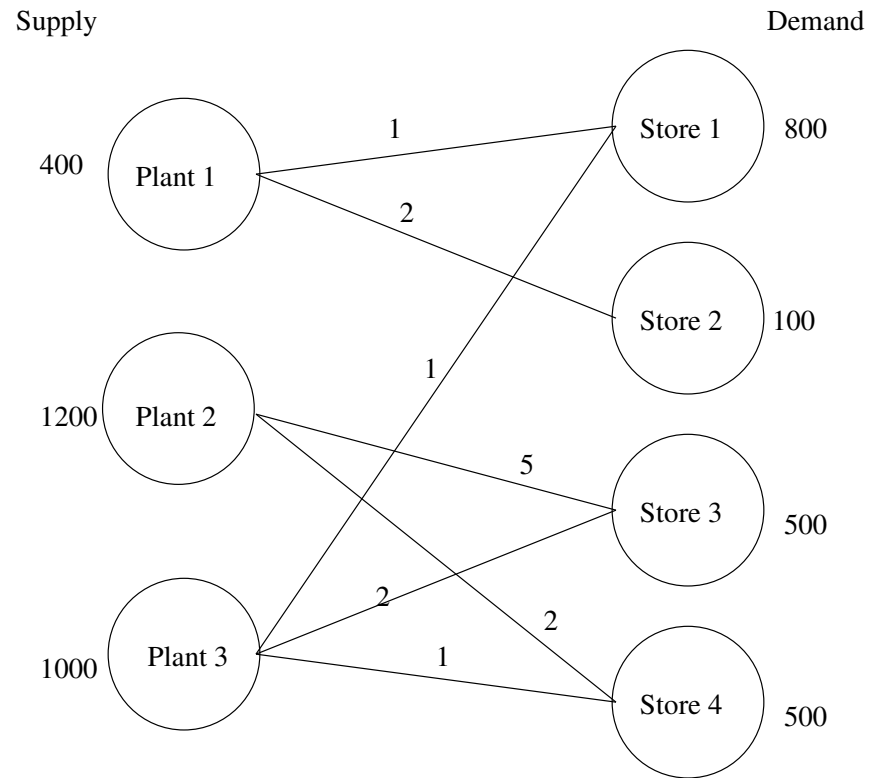 Supply
Demand
1
Store 1
800
400
Plant 1
2
Store 2
100
1
1200
Plant 2
5
Store 3
500
2
2
1000
Plant 3
1
Store 4
500